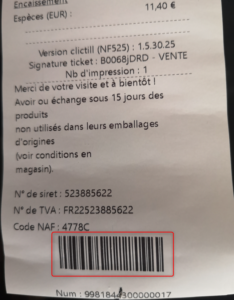 Encaissement
Espèces (EUR) : 11,40 €
Version clictill (NF525) : 1.5.30.25
Signature ticket : B0068JDRD - VENTE
Nb d'impression : 1
Merci de votre visite et à bientôt !
Avoir ou échange sous 15 jours des
produits
non utilisés dans leurs emballages
d'origines
(voir conditions en
magasin).
N° de siret : 523885622
N° de TVA : FR22523885622
Code NAF : 4778C
Num : 9981844300000017